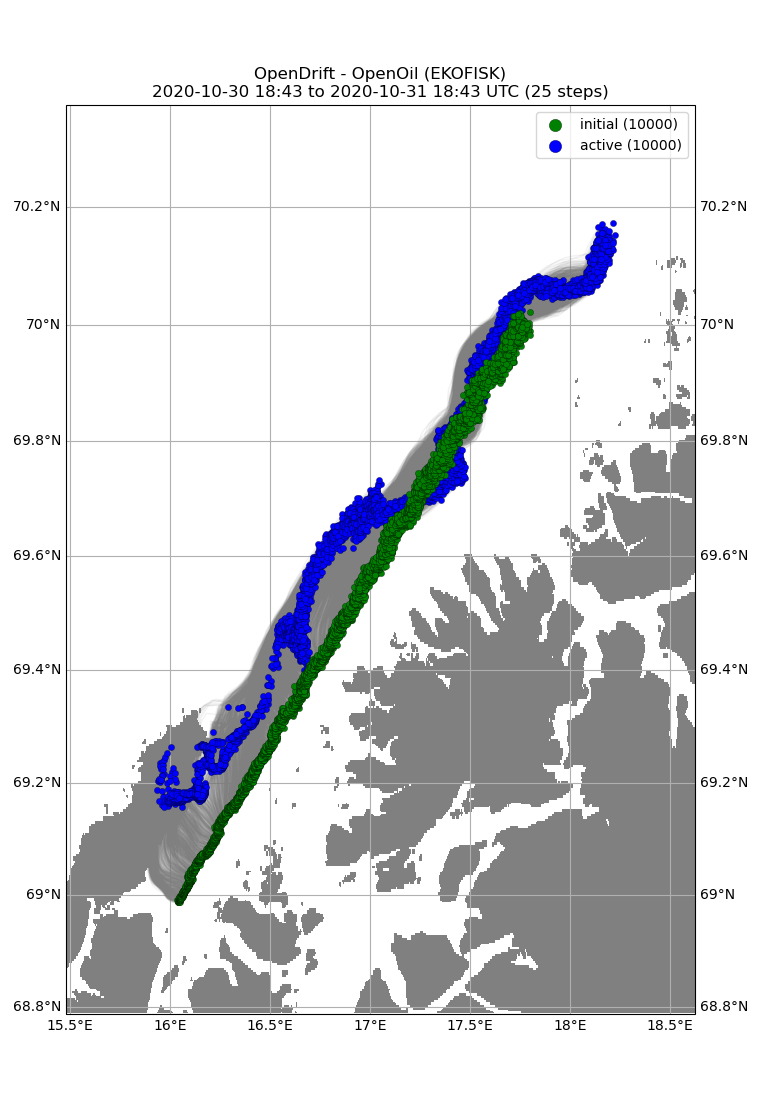 OpenDrift - OpenOil (EKOFISK)
2020-10-30 18:43 to 2020-10-31 18:43 UTC (25 steps)
initial (10000)
active (10000)
70.2°N 70.2°N
70°N 70°N
69.8°N 69.8°N
69.6°N 69.6°N
69.4°N 69.4°N
69.2°N 69.2°N
69°N 69°N
68.8°N 68.8°N
15.5°E 16°E 16.5°E 17°E 17.5°E 18°E 18.5°E